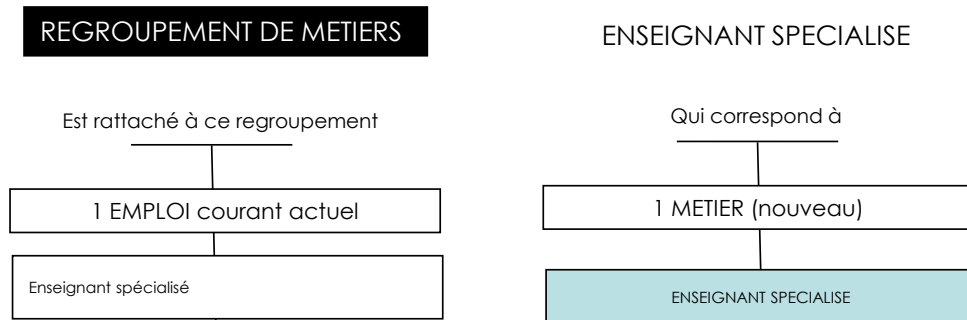 REGROUPEMENT DE METIERS
ENSEIGNANT SPECIALISE
Est rattaché à ce regroupement
Qui correspond à
1 EMPLOI courant actuel
1 METIER (nouveau)
Enseignant spécialisé
ENSEIGNANT SPECIALISE